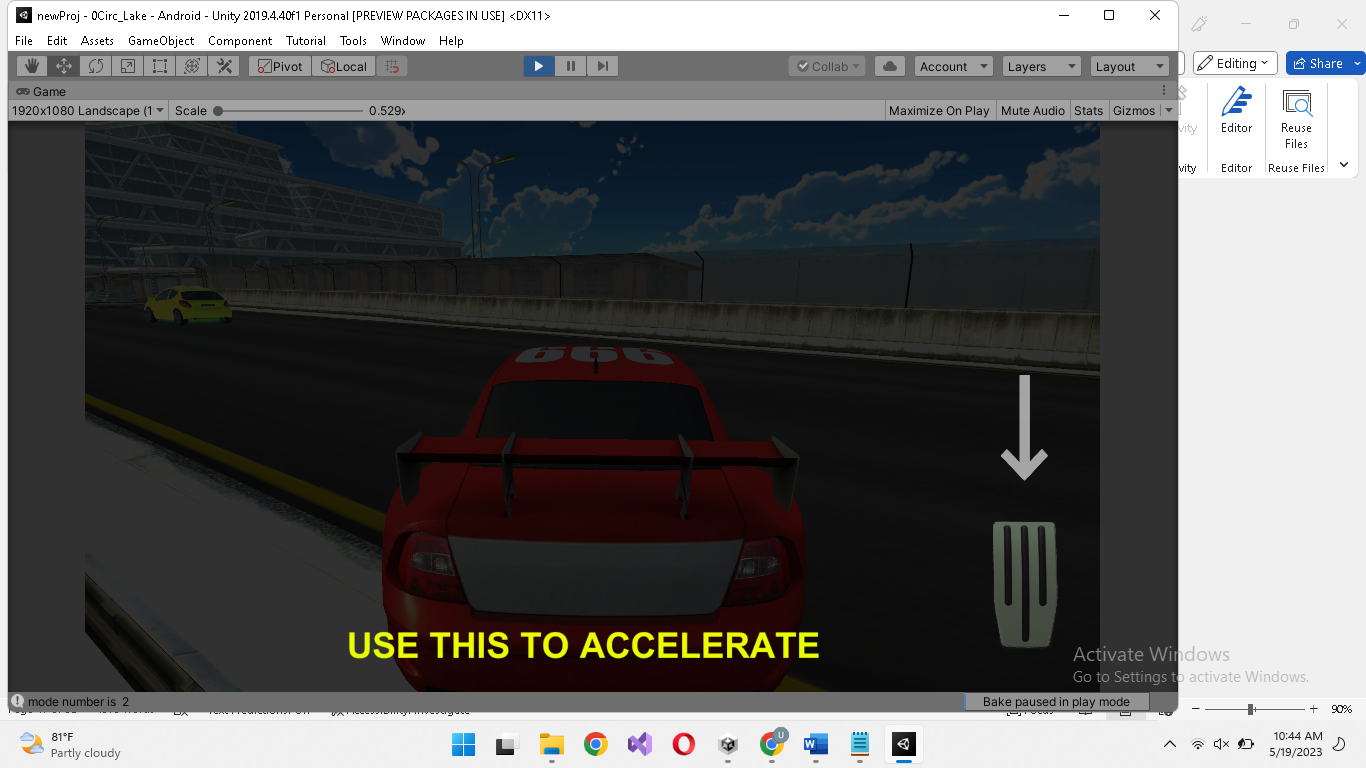 newProj - 0Circ_Lake - Android - Unity 2019.4.40f1 Personal [PREVIEW PACKAGES IN USE] <DX11>
File Edit Assets GameObject Component Tutorial Tools Window Help
Pivot Local Collab Account Layers Layout
Editing Share
Game
1920x1080 Landscape (1 Scale 0.529› Maximize On Play Mute Audio Stats Gizmos
vity Editor Reuse Files
vity Editor Reuse Files
666
USE THIS TO ACCELERATE
Activate Windows
Go to Settings to activate Windows.
mode number is 2 Bake paused in play mode
90%
81°F
Partly cloudy
U
10:44 AM
5/19/2023